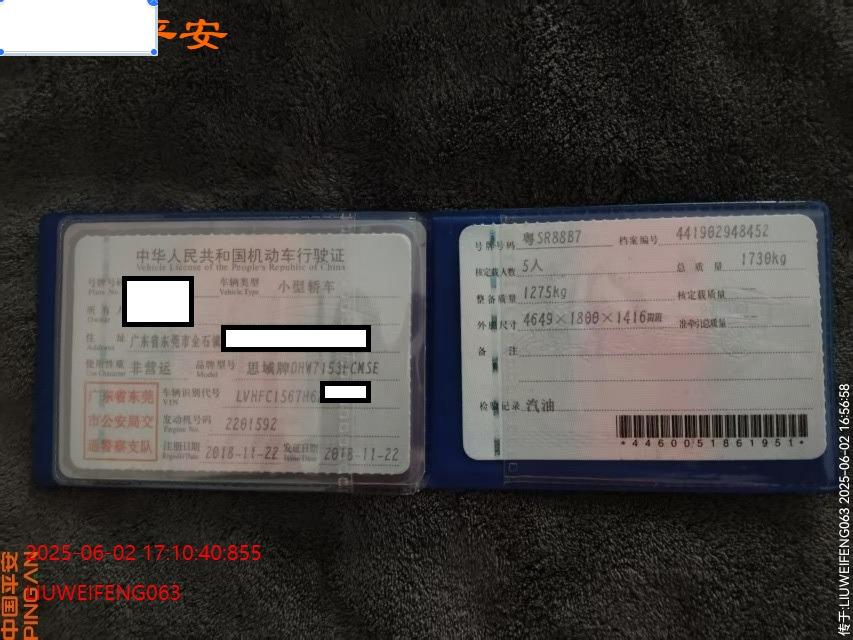 平安
中华人民共和国机动车行驶证
Vehicle License of the People's Republic of China
号牌号码
Plate No.
车辆类型 小型轿车
Vehicle Type
所有人
Owner
住 址 广东省东莞市金石
Address
使用性质 非营运 品牌型号 思域牌DHW7153
Use Character Model
广东省东莞
市公安局交
通警察支队
车辆识别代号 LVHFC1567H6
VIN
发动机号码 2201592
Engine No.
注册日期 2018-11-22 发证日期 2018-11-22
Register Date Issue Date
号牌号码 粤SR88B7 档案编号 441902948452
核定载人数 5人 总质量 1730kg
整备质量 1275kg 核定载质量
外廓尺寸 4649×1800×1416 准牵引总质量
备 注
检验记录 汽油
*4460051861951*
2025-06-02 17:10:40:855
LIUWEIFENG063
中国平安
PING AN
传于:LIUWEIFENG063 2025-06-02 16:56:58